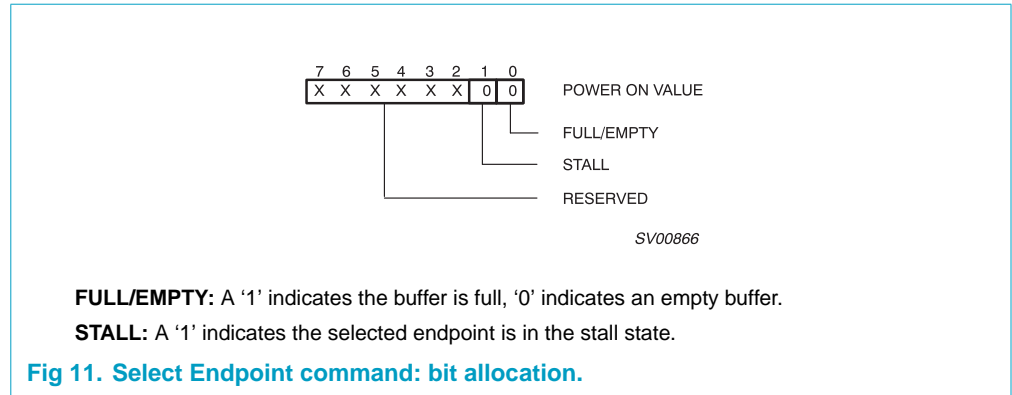 7 6 5 4 3 2 1 0
X X X X X X 0 0 POWER ON VALUE
FULL/EMPTY
STALL
RESERVED
SV00866
FULL/EMPTY: A ‘1’ indicates the buffer is full, ‘0’ indicates an empty buffer.
STALL: A ‘1’ indicates the selected endpoint is in the stall state.
Fig 11. Select Endpoint command: bit allocation.